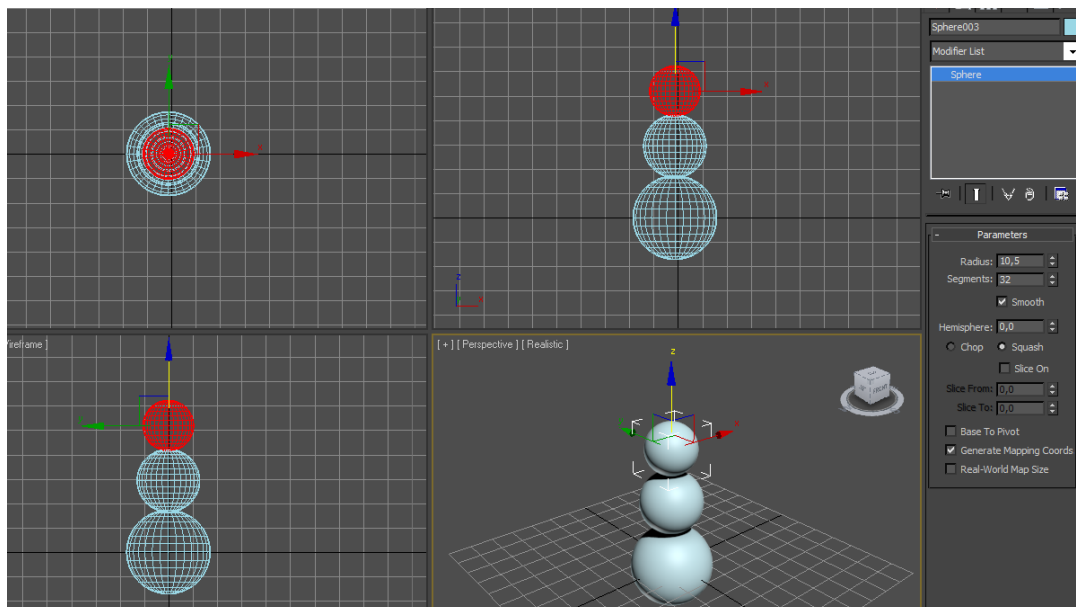 Sphere003
Modifier List
Sphere
- Parameters
Radius: 10,5
Segments: 32
Smooth
Hemisphere: 0,0
Chop Squash
Slice On
Slice From: 0,0
Slice To: 0,0
Base To Pivot
Generate Mapping Coords
Real-World Map Size
z
x
ireframe ]
[ + ] [ Perspective ] [ Realistic ]
z
x
FRONT